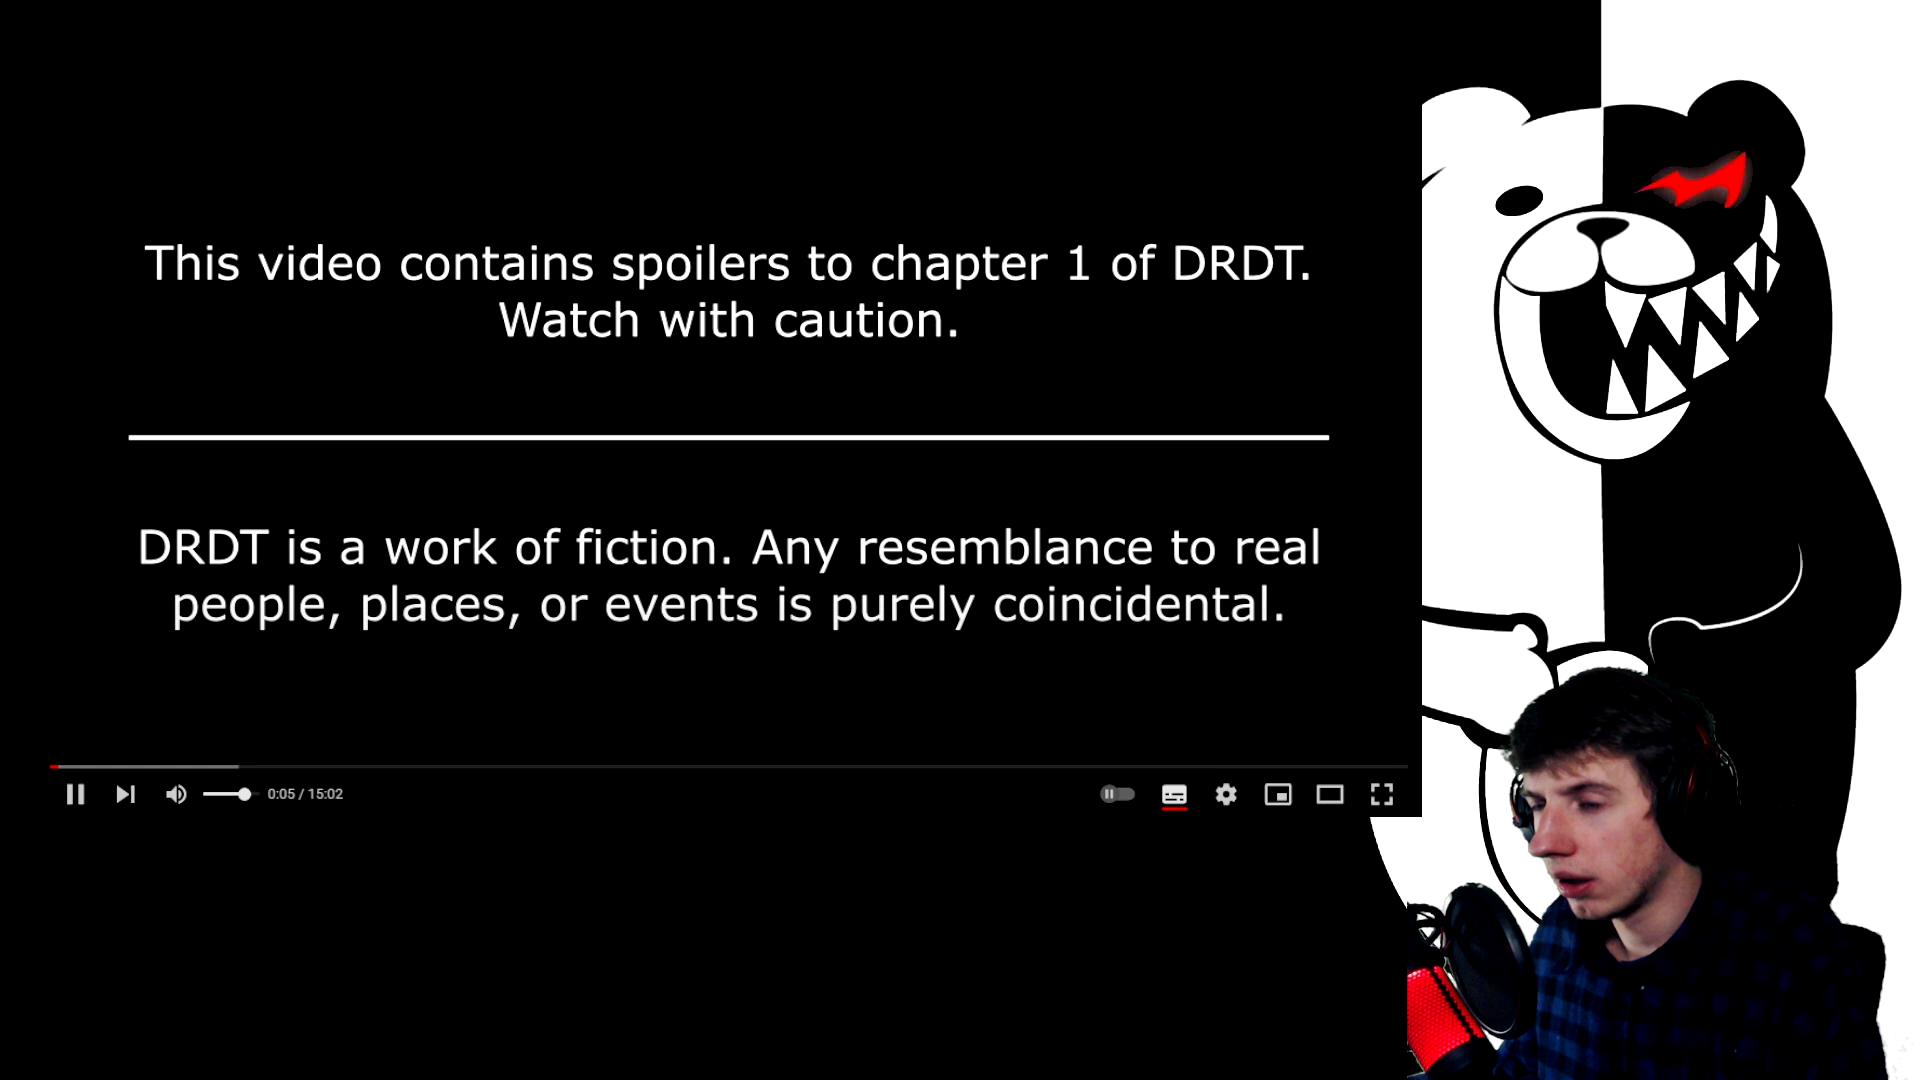 This video contains spoilers to chapter 1 of DRDT.
Watch with caution.
DRDT is a work of fiction. Any resemblance to real
people, places, or events is purely coincidental.
0:05 / 15:02